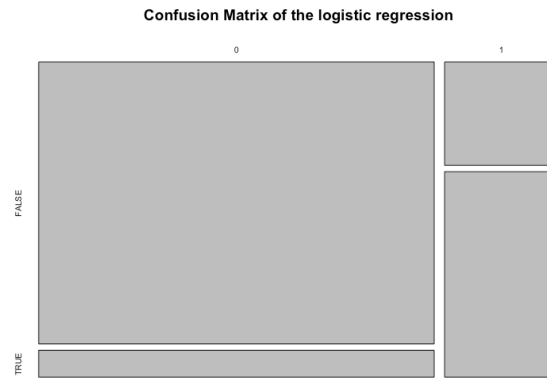 Confusion Matrix of the logistic regression
0
1
FALSE
TRUE